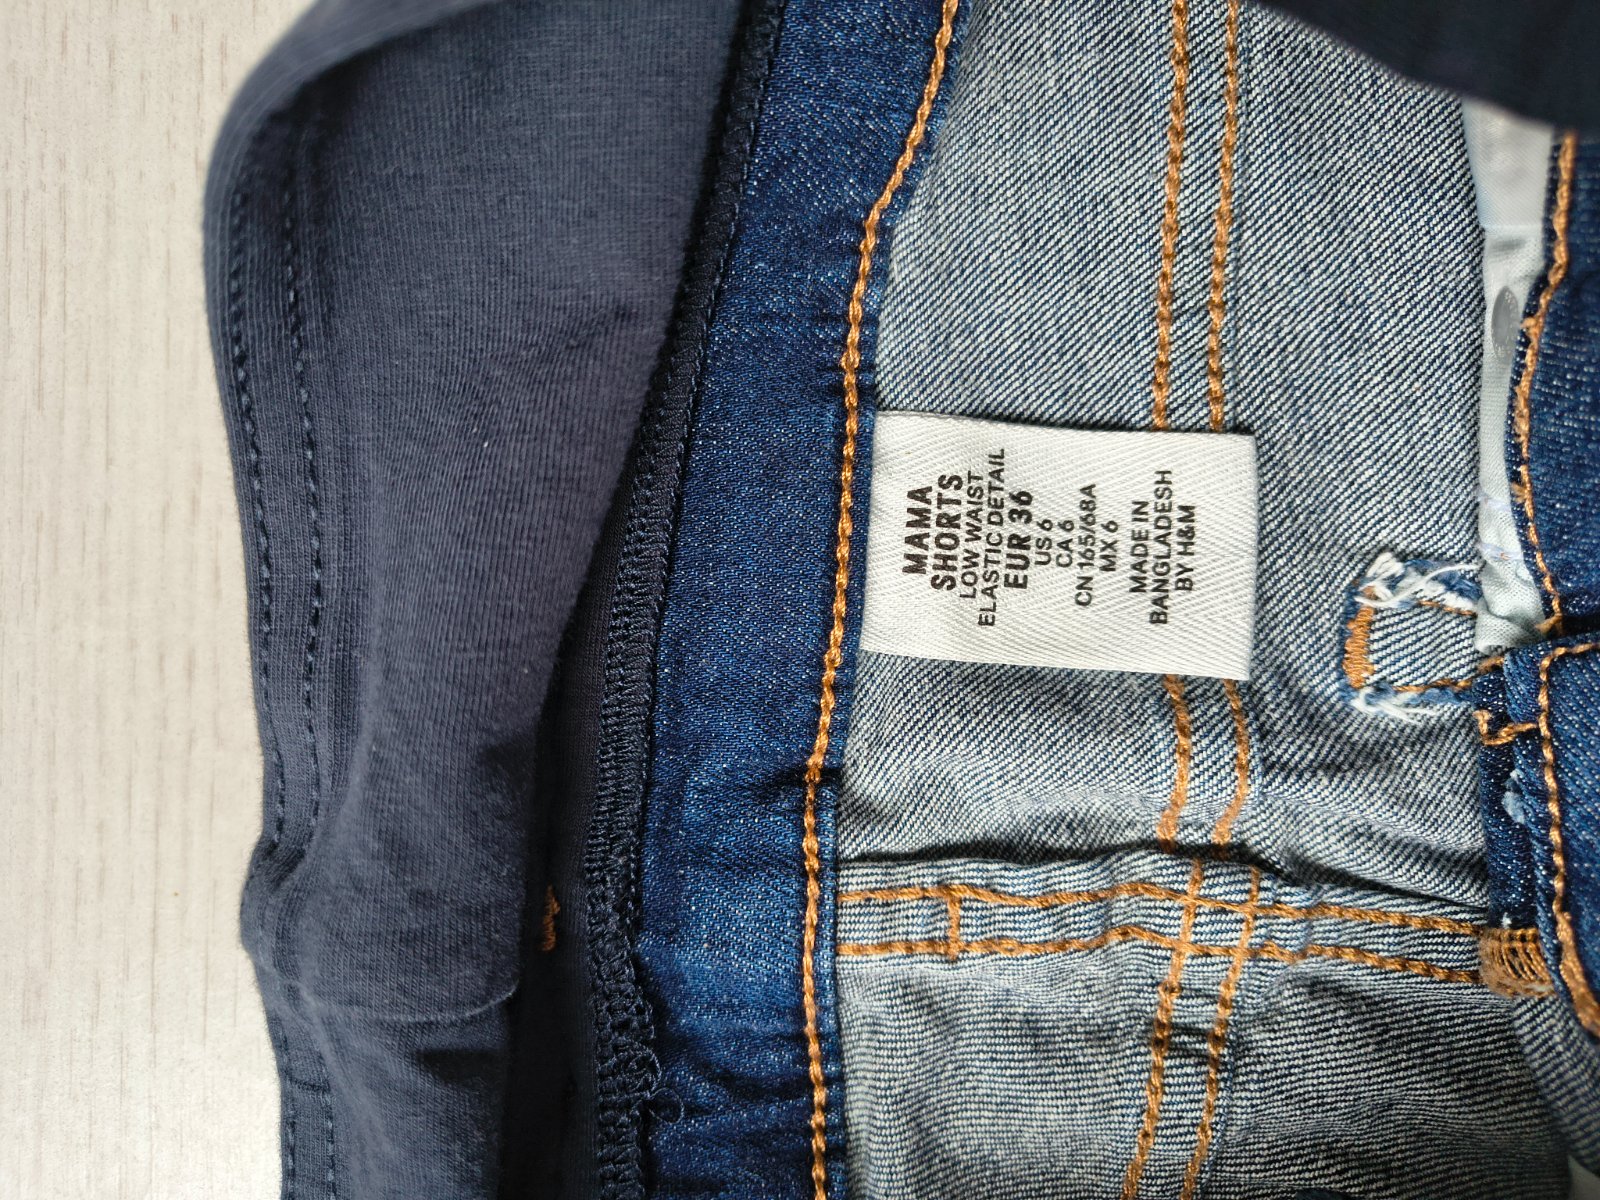 MAMA
SHORTS
LOW WAIST
ELASTIC DETAIL
EUR 36
US 6
CA 6
CN 165/68A
MX 6
MADE IN
BANGLADESH
BY H&M